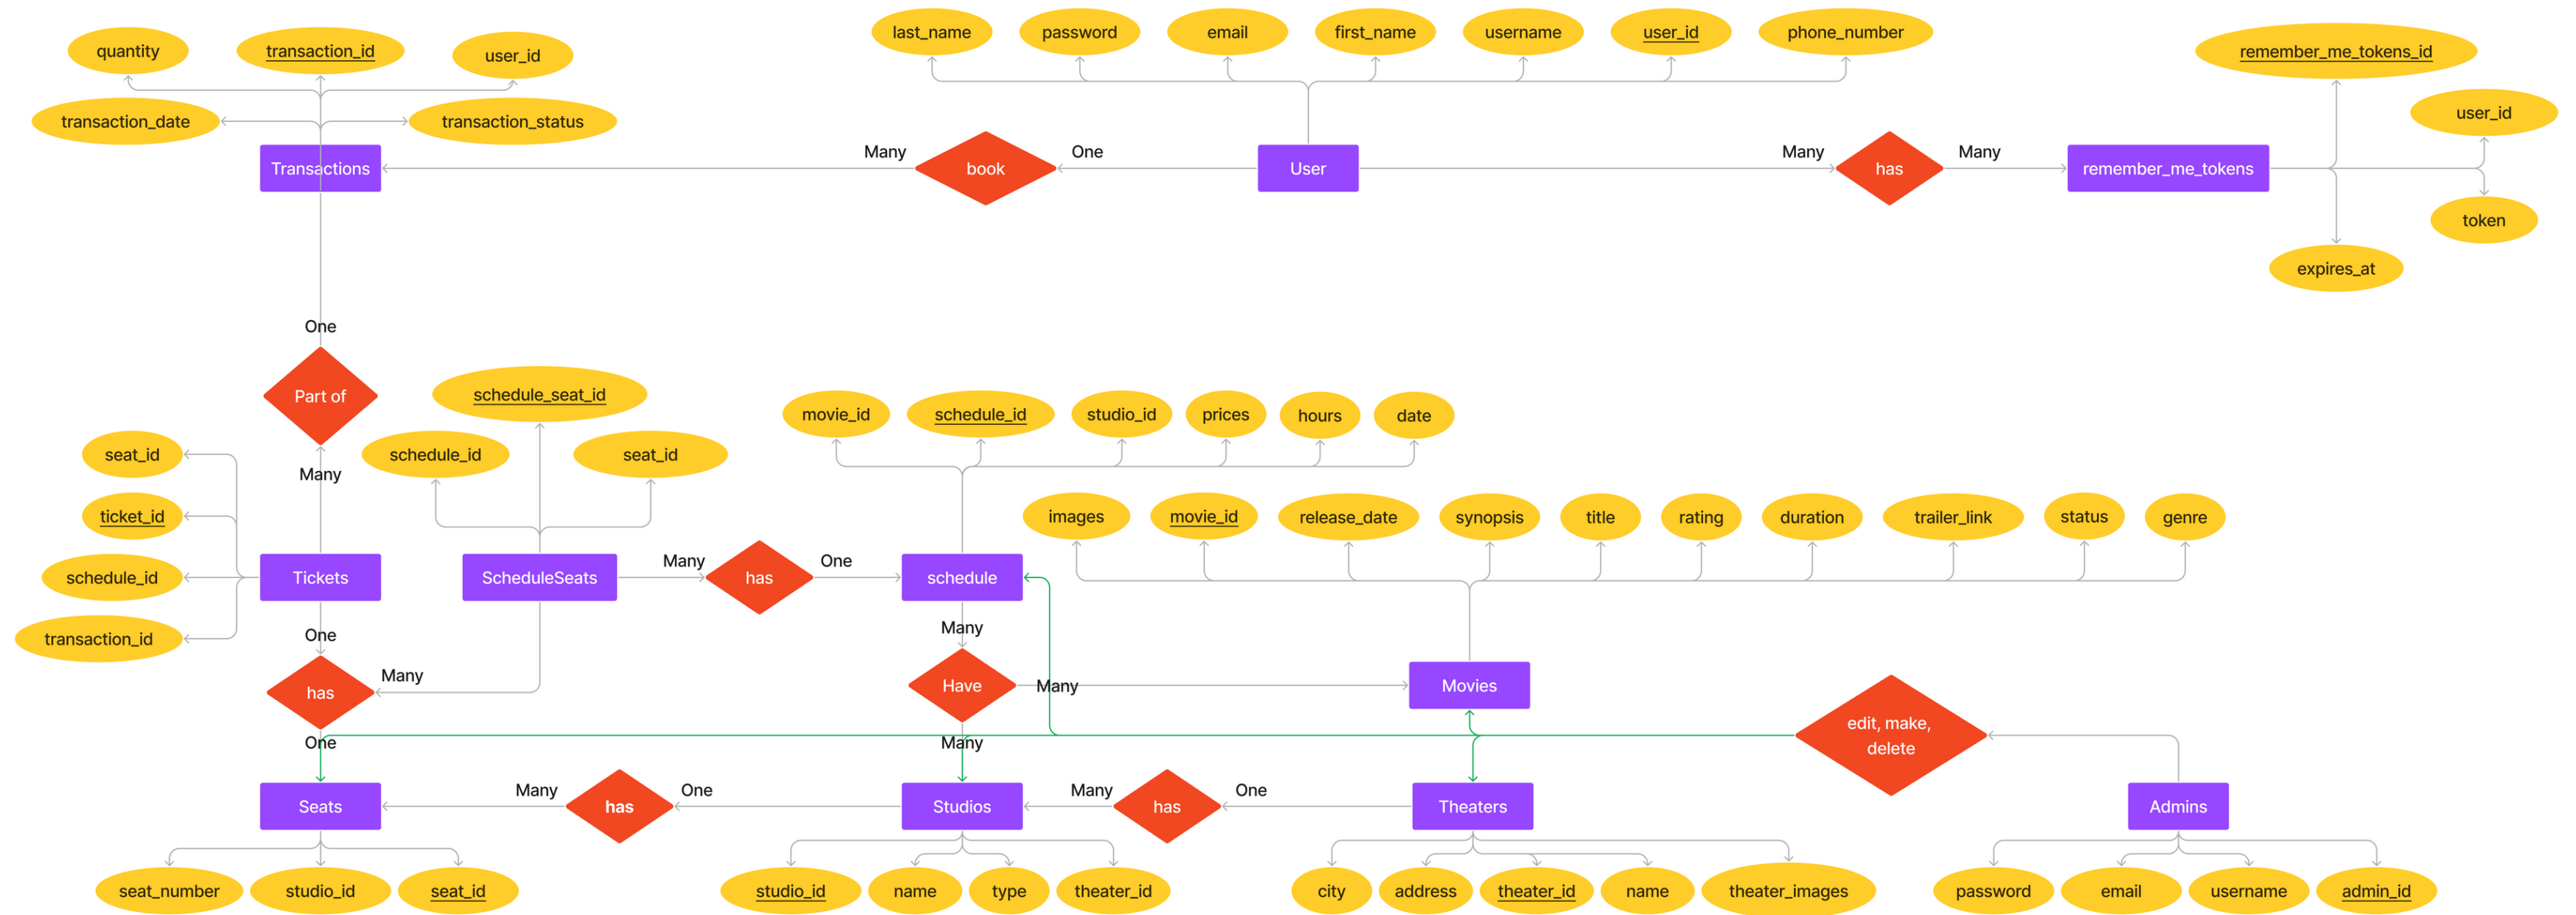 last_name
password
email
first_name
username
user_id
phone_number
quantity
transaction_id
user_id
remember_me_tokens_id
transaction_date
transaction_status
user_id
Transactions
Many
book
One
User
Many
has
Many
remember_me_tokens
token
expires_at
One
Part of
schedule_seat_id
movie_id
schedule_id
studio_id
prices
hours
date
seat_id
Many
schedule_id
seat_id
ticket_id
images
movie_id
release_date
synopsis
title
rating
duration
trailer_link
status
genre
schedule_id
Tickets
ScheduleSeats
Many
has
One
schedule
transaction_id
One
Many
has
Many
Have
Many
Movies
edit, make,
delete
One
Many
Seats
Many
has
One
Studios
Many
has
One
Theaters
Admins
seat_number
studio_id
seat_id
studio_id
name
type
theater_id
city
address
theater_id
name
theater_images
password
email
username
admin_id